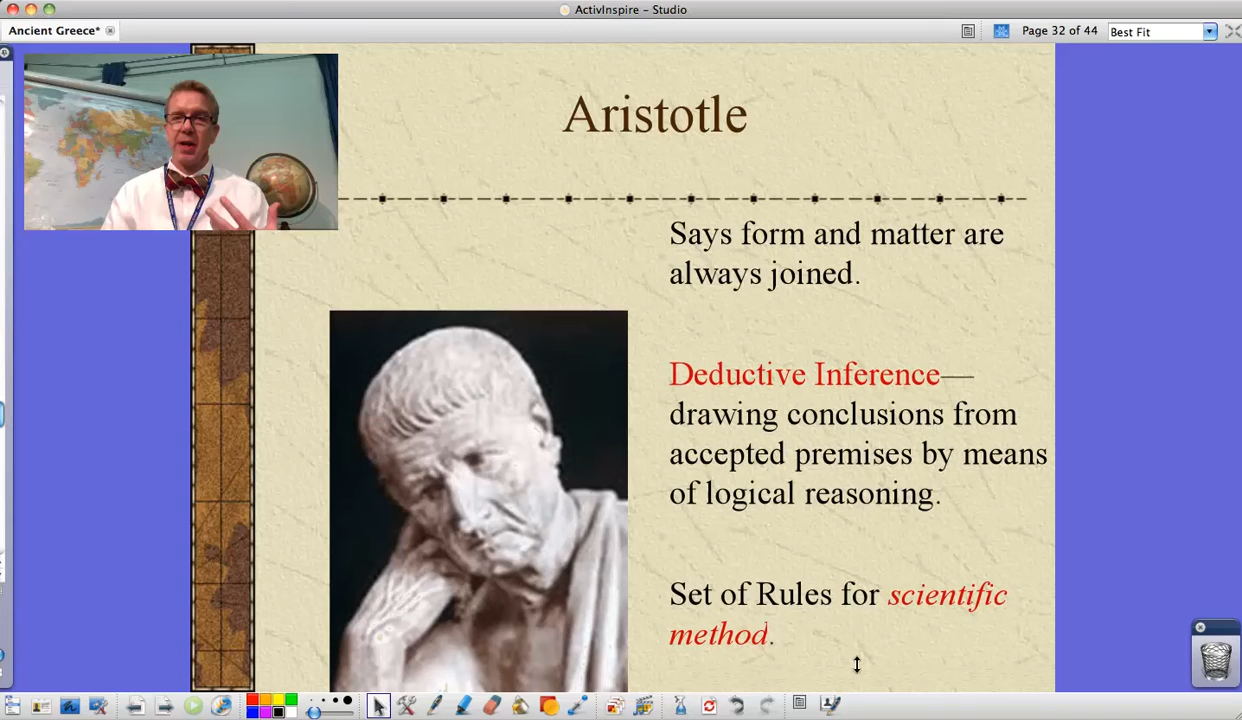 ActivInspire – Studio
Ancient Greece*
Page 32 of 44
Best Fit
Aristotle
Says form and matter are
always joined.
Deductive Inference—
drawing conclusions from
accepted premises by means
of logical reasoning.
Set of Rules for scientific
method.